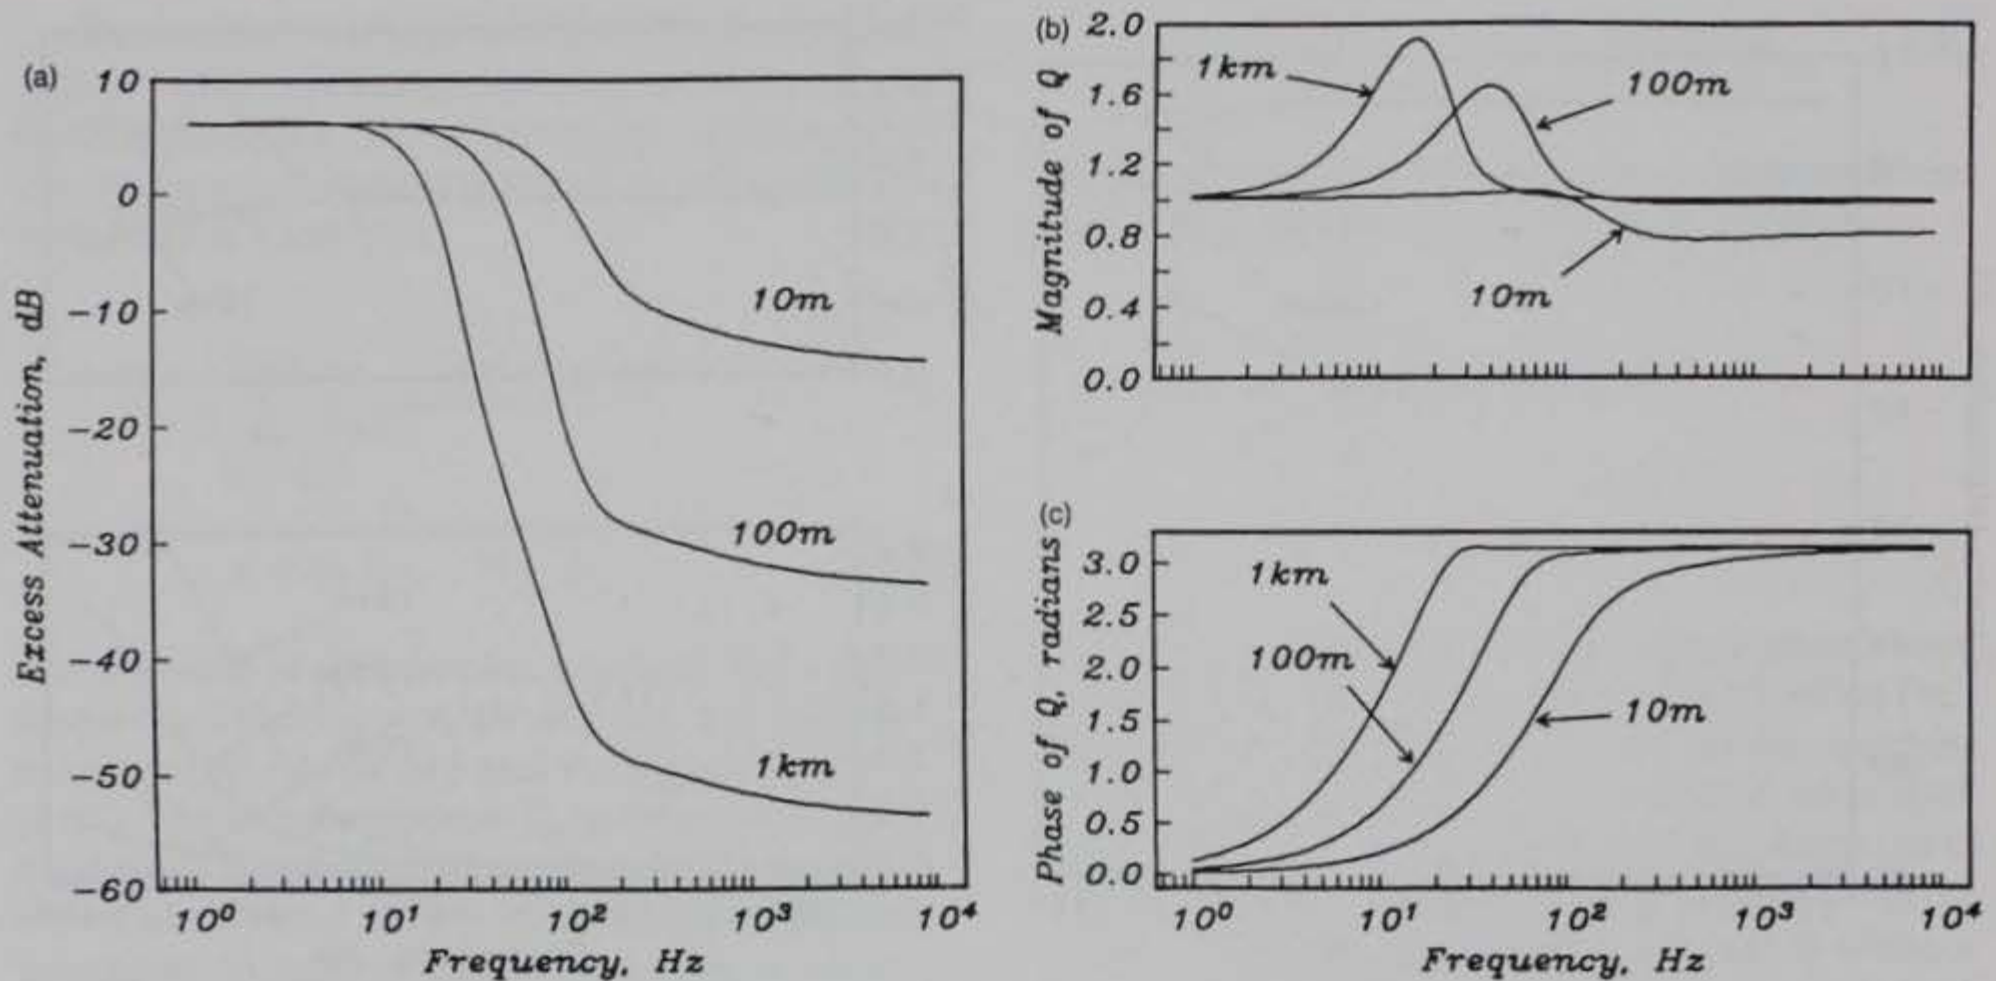 (a)
10
0
-10
-20
-30
-40
-50
-60
Excess Attenuation, dB
10m
100m
1km
10⁰ 10¹ 10² 10³ 10⁴
Frequency, Hz
(b)
2.0
1.6
1.2
0.8
0.4
0.0
Magnitude of Q
1km
100m
10m
(c)
3.0
2.5
2.0
1.5
1.0
0.5
0.0
Phase of Q, radians
1km
100m
10m
10⁰ 10¹ 10² 10³ 10⁴
Frequency, Hz